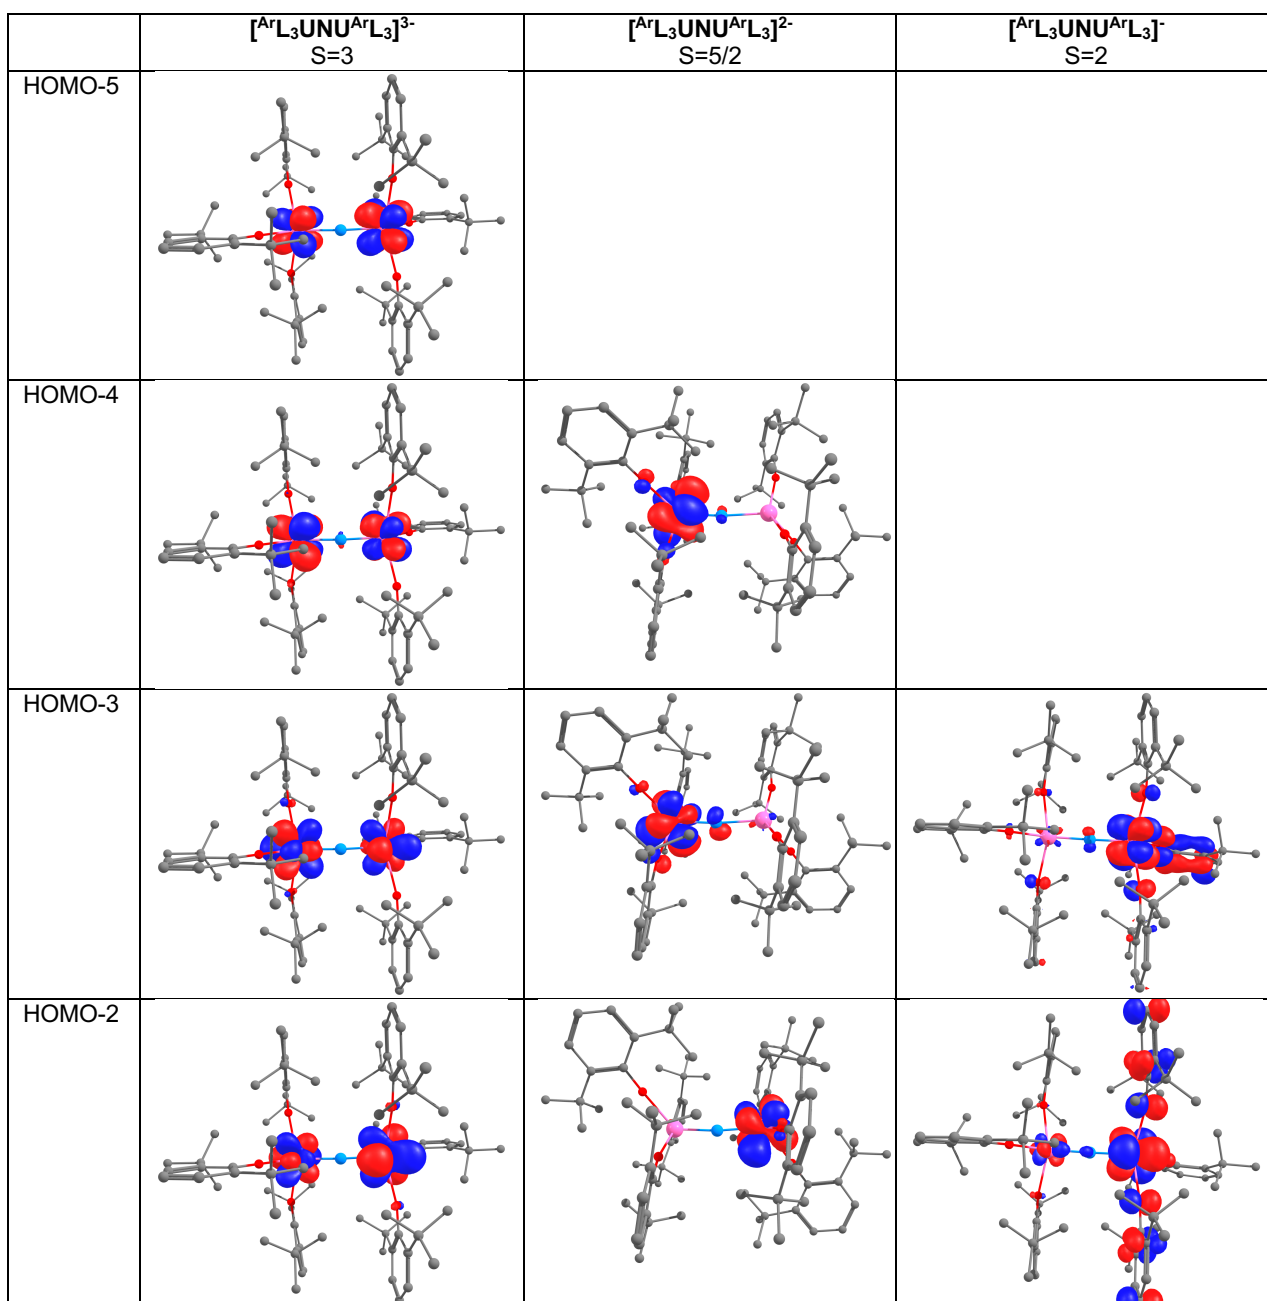 [ArL₃UNUArL₃]³⁻ [ArL₃UNUArL₃]²⁻ [ArL₃UNUArL₃]⁻
S=3 S=5/2 S=2
HOMO-5
HOMO-4
HOMO-3
HOMO-2